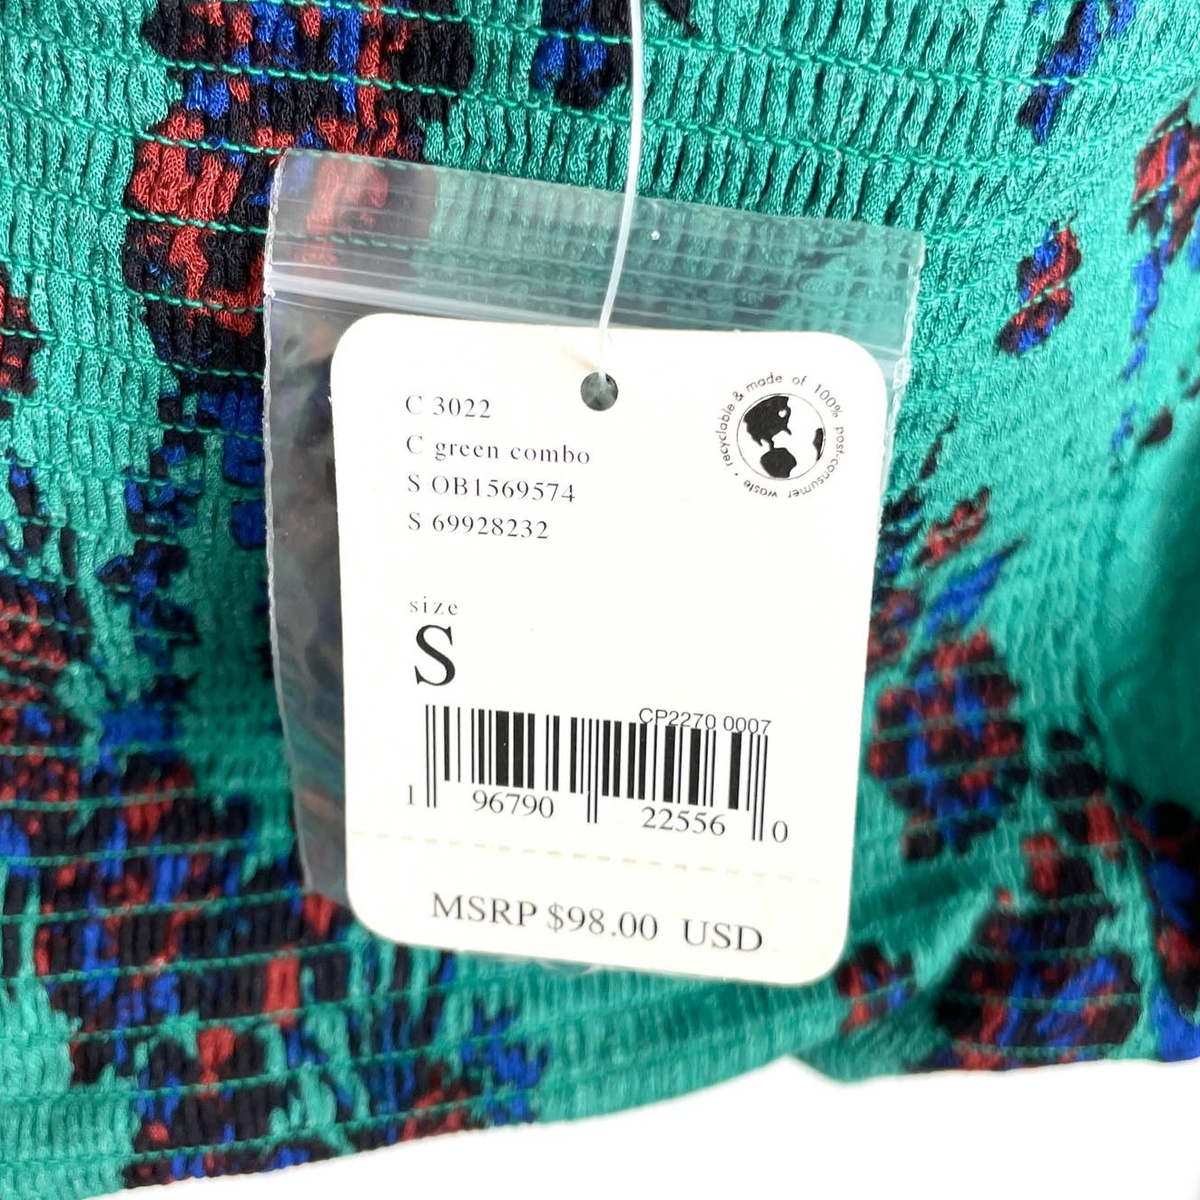 C 3022
C green combo
S OB1569574
S 69928232
recyclable & made of 100% post-consumer waste •
size
S
CP2270 0007
1 96790 22556 0
MSRP $98.00 USD